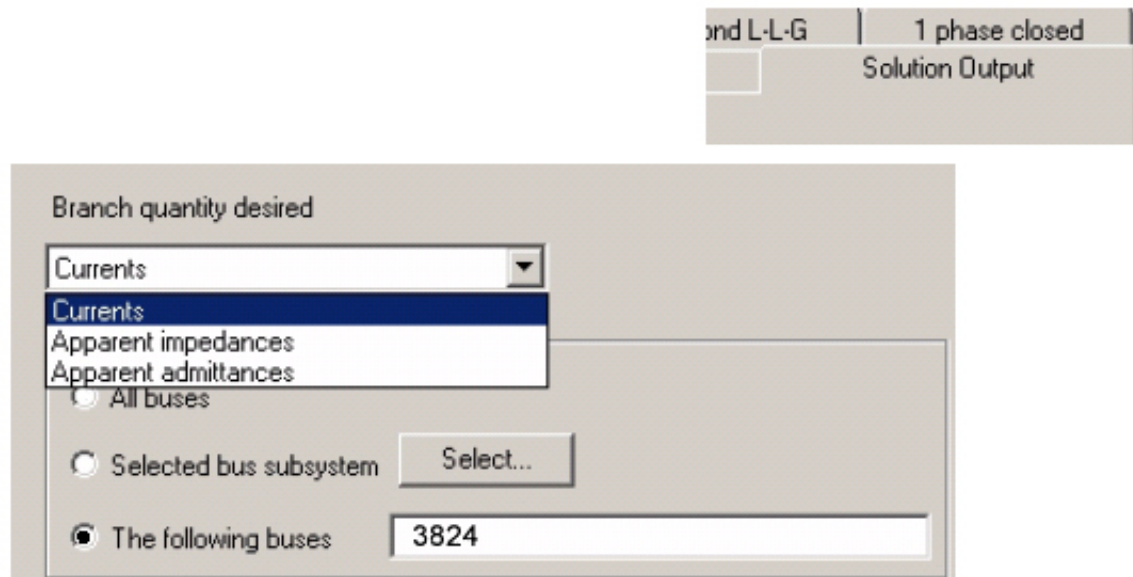 ond L-L-G 1 phase closed
Solution Output
Branch quantity desired
Currents
Currents
Apparent impedances
Apparent admittances
All buses
Selected bus subsystem Select...
The following buses 3824